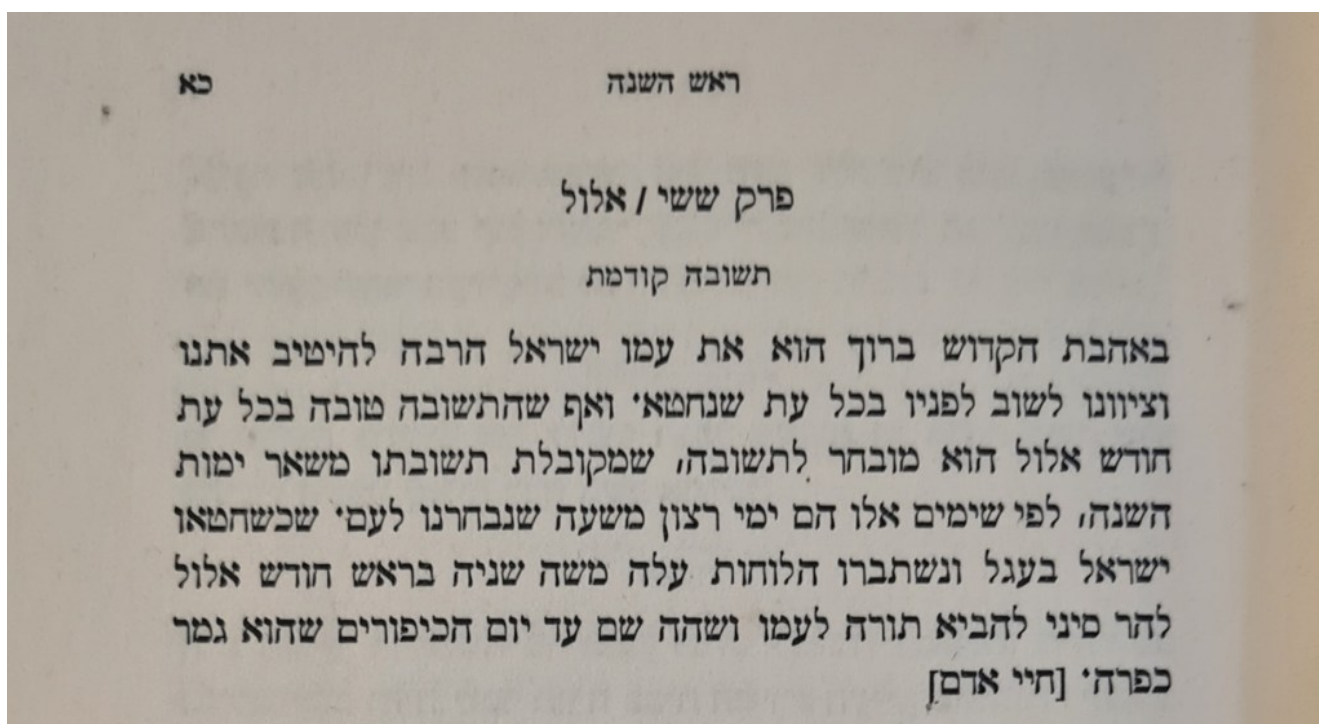 ראש השנה כא
פרק ששי / אלול
תשובה קודמת
באהבת הקדוש ברוך הוא את עמו ישראל הרבה להיטיב אתנו
וציוונו לשוב לפניו בכל עת שנחטא· ואף שהתשובה טובה בכל עת
חודש אלול הוא מובחר לתשובה, שמקובלת תשובתו משאר ימות
השנה, לפי שימים אלו הם ימי רצון משעה שנבחרנו לעם· שכשחטאו
ישראל בעגל ונשתברו הלוחות עלה משה שניה בראש חודש אלול
להר סיני להביא תורה לעמו ושהה שם עד יום הכיפורים שהוא גמר
כפרה· [חיי אדם]